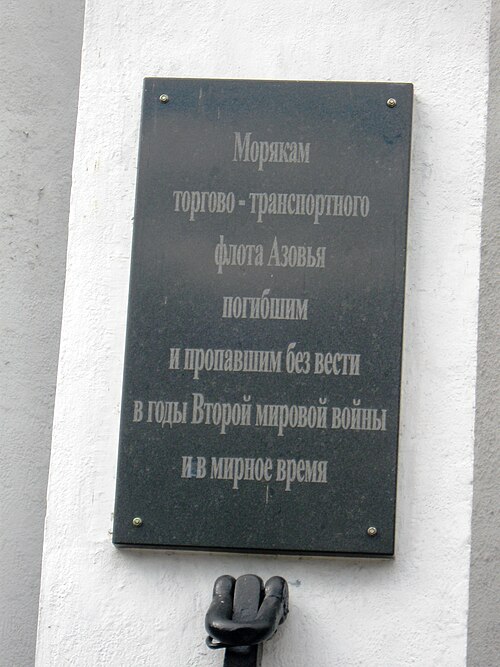 Морякам
торгово - транспортного
флота Азовья
погибшим
и пропавшим без вести
в годы Второй мировой войны
и в мирное время